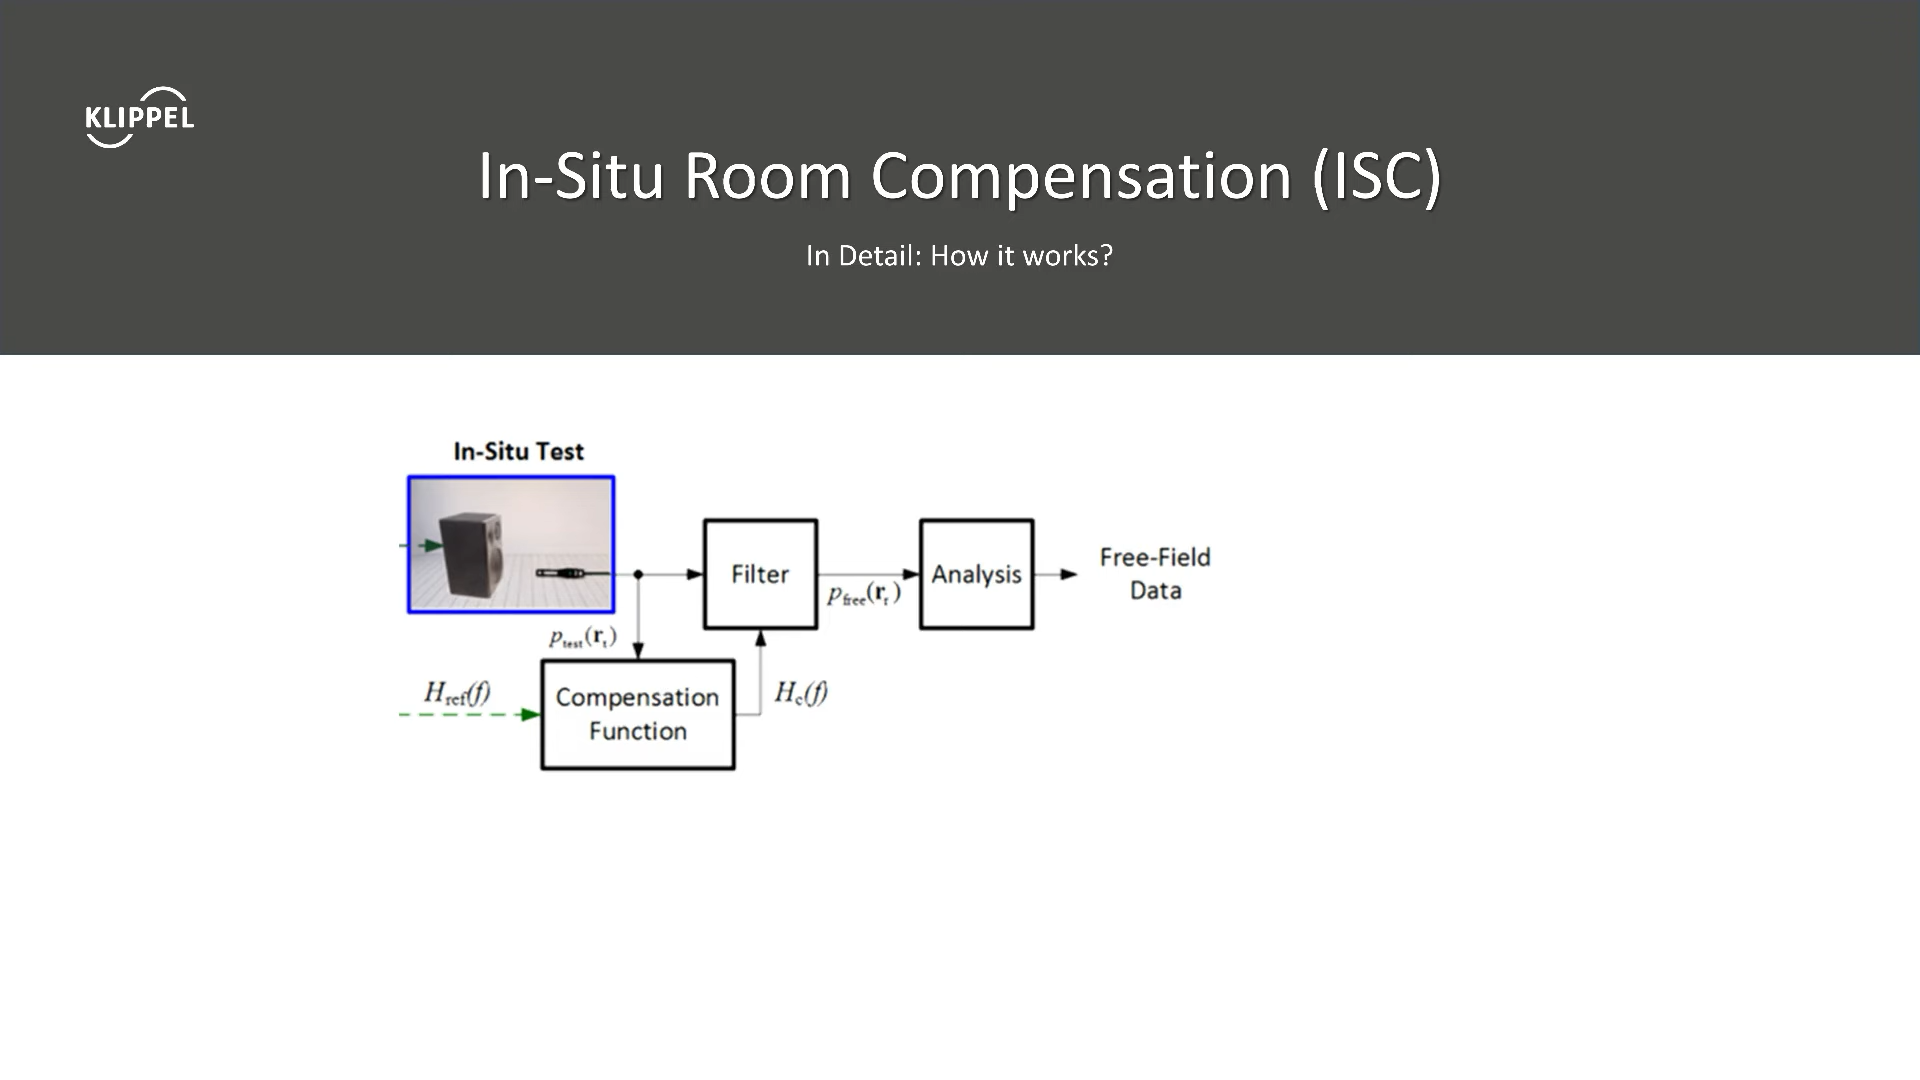 KLIPPEL
In-Situ Room Compensation (ISC)
In Detail: How it works?
In-Situ Test
Filter
Analysis
Free-Field
Data
p_free(r_r)
p_test(r_t)
H_ref(f)
Compensation
Function
H_c(f)